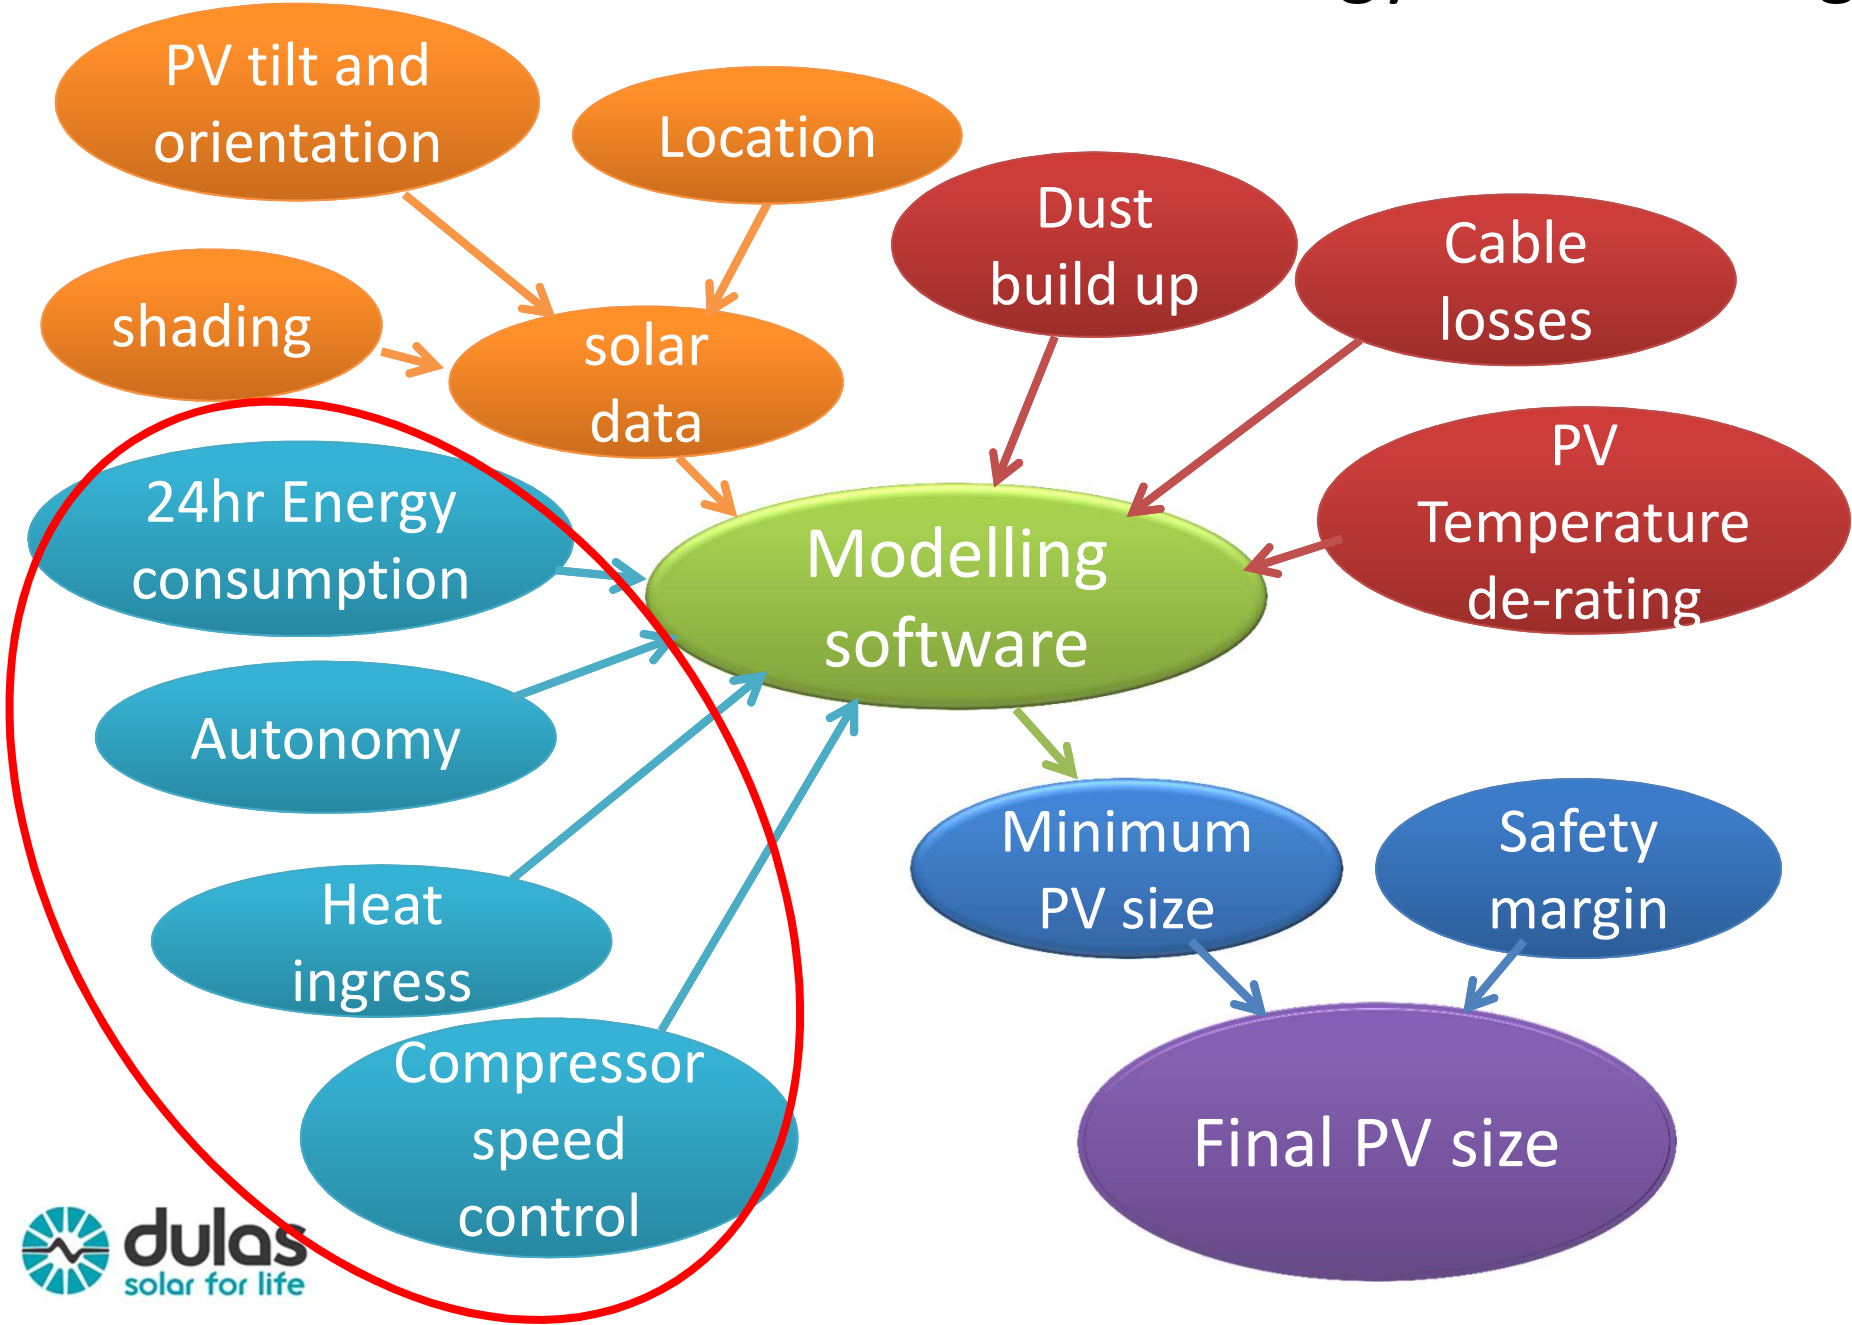 PV tilt and
orientation
Location
Dust
build up
Cable
losses
shading
solar
data
PV
Temperature
de-rating
24hr Energy
consumption
Modelling
software
Autonomy
Minimum
PV size
Safety
margin
Heat
ingress
Compressor
speed
control
Final PV size
dulas
solar for life